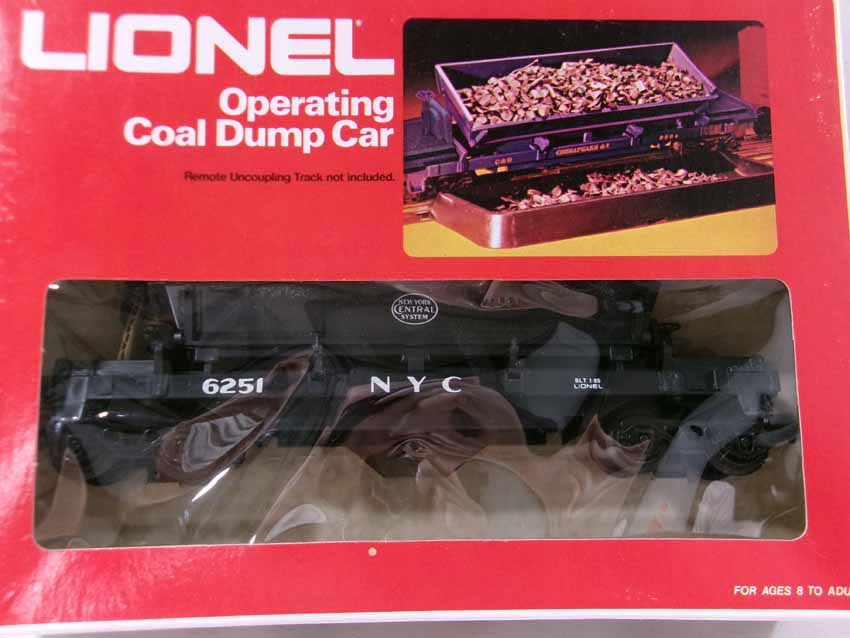 LIONEL
Operating
Coal Dump Car
Remote Uncoupling Track not included.
C&O
CHESAPEAKE &
NEW YORK
CENTRAL
SYSTEM
6251
NYC
BLT 1-85
LIONEL
FOR AGES 8 TO ADU